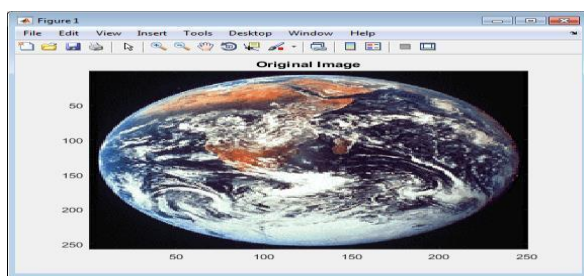 Figure 1
File Edit View Insert Tools Desktop Window Help
Original Image
50
100
150
200
250
50 100 150 200 250